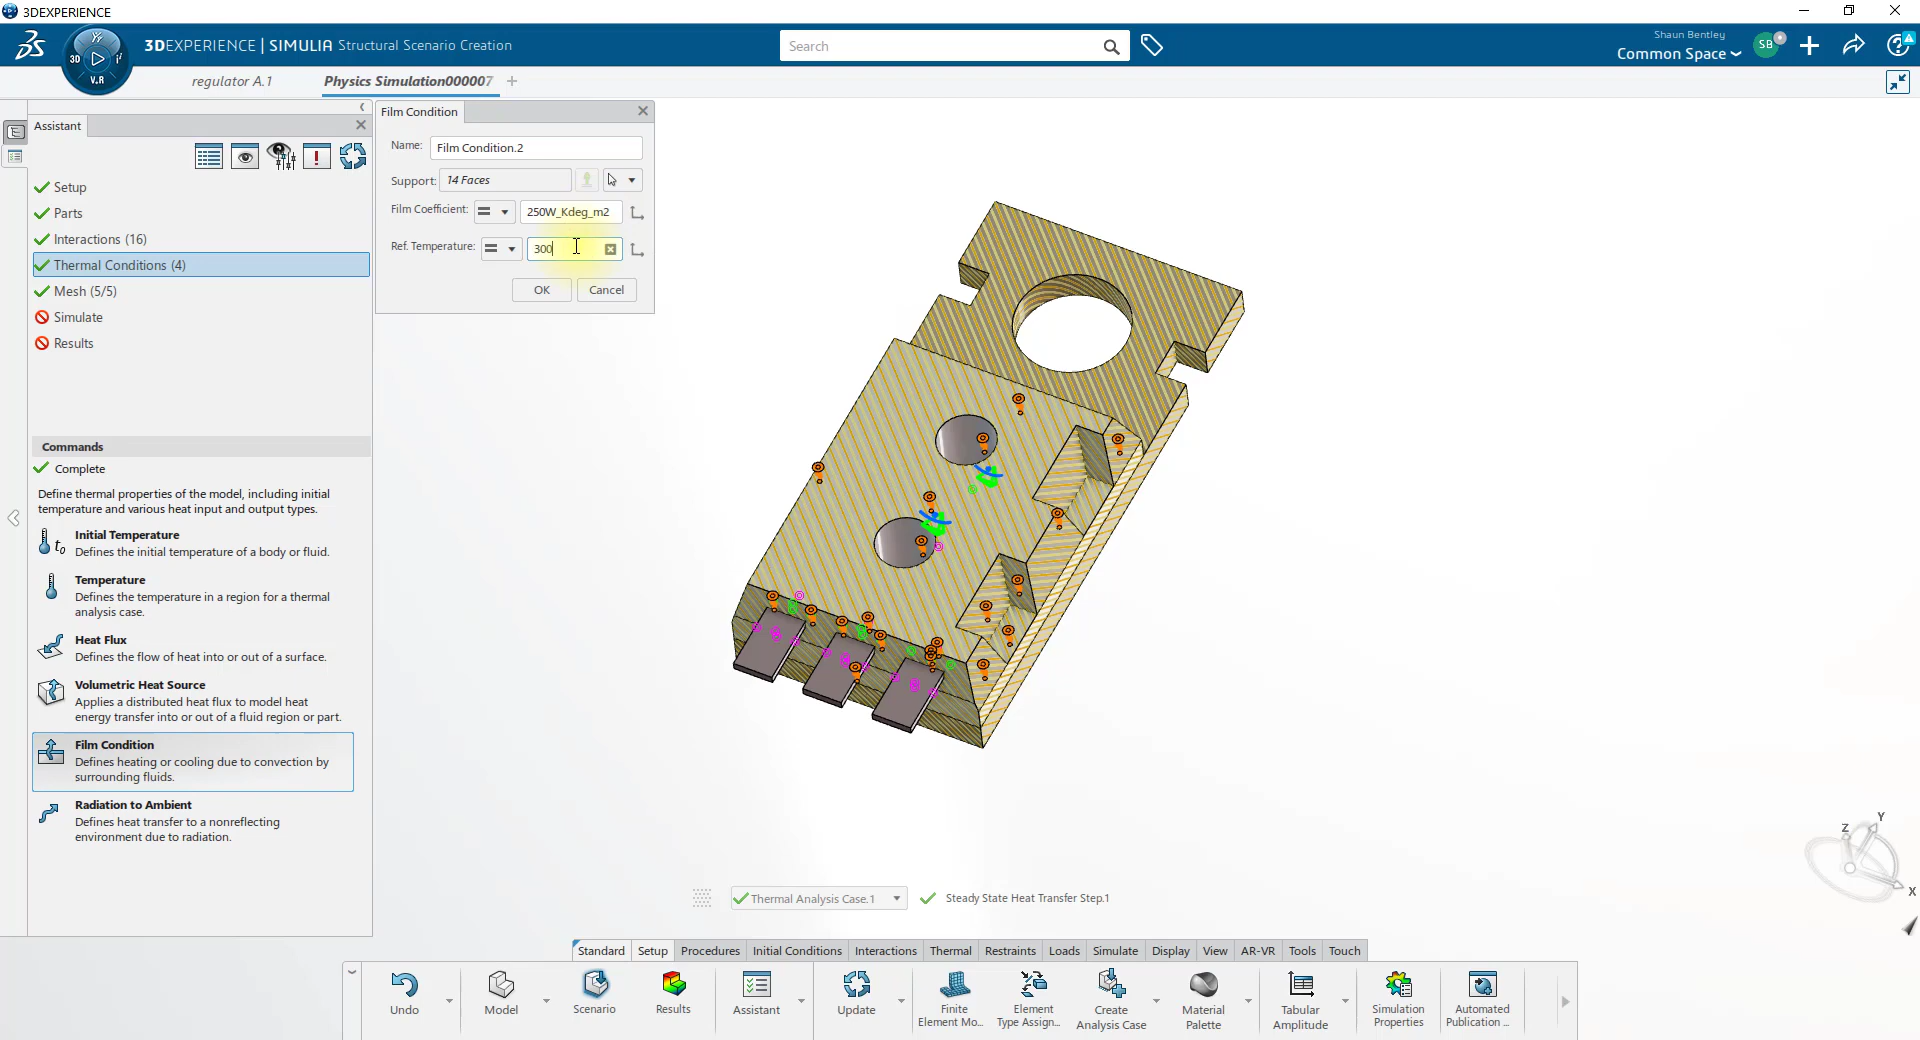 3DEXPERIENCE
3DEXPERIENCE | SIMULIA Structural Scenario Creation
Search
Shaun Bentley
Common Space
SB
3D
V.R
regulator A.1
Physics Simulation000007
Assistant
Setup
Parts
Interactions (16)
Thermal Conditions (4)
Mesh (5/5)
Simulate
Results
Film Condition
Name: Film Condition.2
Support: 14 Faces
Film Coefficient: 250W_Kdeg_m2
Ref. Temperature: 300
OK
Cancel
Commands
Complete
Define thermal properties of the model, including initial
temperature and various heat input and output types.
Initial Temperature
Defines the initial temperature of a body or fluid.
Temperature
Defines the temperature in a region for a thermal
analysis case.
Heat Flux
Defines the flow of heat into or out of a surface.
Volumetric Heat Source
Applies a distributed heat flux to model heat
energy transfer into or out of a fluid region or part.
Film Condition
Defines heating or cooling due to convection by
surrounding fluids.
Radiation to Ambient
Defines heat transfer to a nonreflecting
environment due to radiation.
Y
Z
X
Thermal Analysis Case.1
Steady State Heat Transfer Step.1
Standard Setup Procedures Initial Conditions Interactions Thermal Restraints Loads Simulate Display View AR-VR Tools Touch
Undo
Model
Scenario
Results
Assistant
Update
Finite
Element Mo...
Element
Type Assign...
Create
Analysis Case
Material
Palette
Tabular
Amplitude
Simulation
Properties
Automated
Publication ...